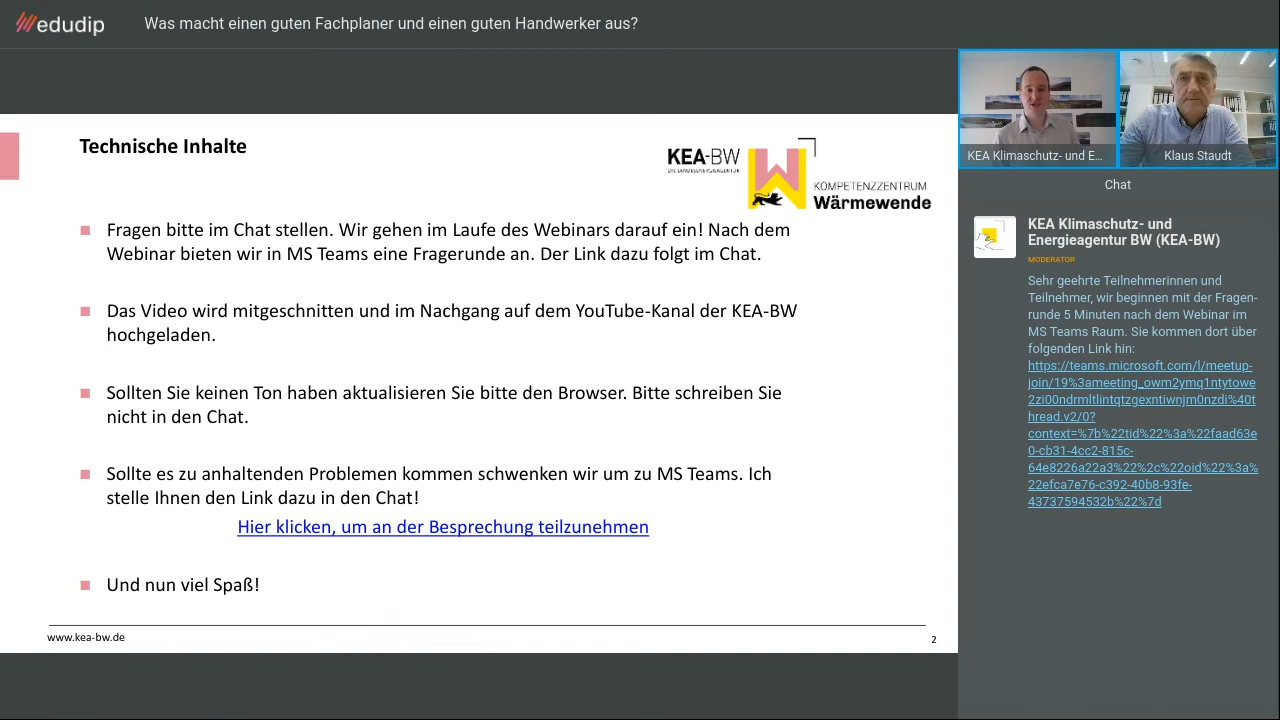 edudip
Was macht einen guten Fachplaner und einen guten Handwerker aus?
Technische Inhalte
KEA-BW
DIE LANDESENERGIEAGENTUR
KOMPETENZZENTRUM
Wärmewende
Fragen bitte im Chat stellen. Wir gehen im Laufe des Webinars darauf ein! Nach dem
Webinar bieten wir in MS Teams eine Fragerunde an. Der Link dazu folgt im Chat.
Das Video wird mitgeschnitten und im Nachgang auf dem YouTube-Kanal der KEA-BW
hochgeladen.
Sollten Sie keinen Ton haben aktualisieren Sie bitte den Browser. Bitte schreiben Sie
nicht in den Chat.
Sollte es zu anhaltenden Problemen kommen schwenken wir um zu MS Teams. Ich
stelle Ihnen den Link dazu in den Chat!
Hier klicken, um an der Besprechung teilzunehmen
Und nun viel Spaß!
www.kea-bw.de
2
KEA Klimaschutz- und E...
Klaus Staudt
Chat
KEA Klimaschutz- und
Energieagentur BW (KEA-BW)
MODERATOR
Sehr geehrte Teilnehmerinnen und
Teilnehmer, wir beginnen mit der Fragen-
runde 5 Minuten nach dem Webinar im
MS Teams Raum. Sie kommen dort über
folgenden Link hin:
https://teams.microsoft.com/l/meetup-
join/19%3ameeting_owm2ymq1ntytowe
2zi00ndrmltlintqtzgexntiwnjm0nzdi%40t
hread.v2/0?
context=%7b%22tid%22%3a%22faad63e
0-cb31-4cc2-815c-
64e8226a22a3%22%2c%22oid%22%3a%
22efca7e76-c392-40b8-93fe-
43737594532b%22%7d